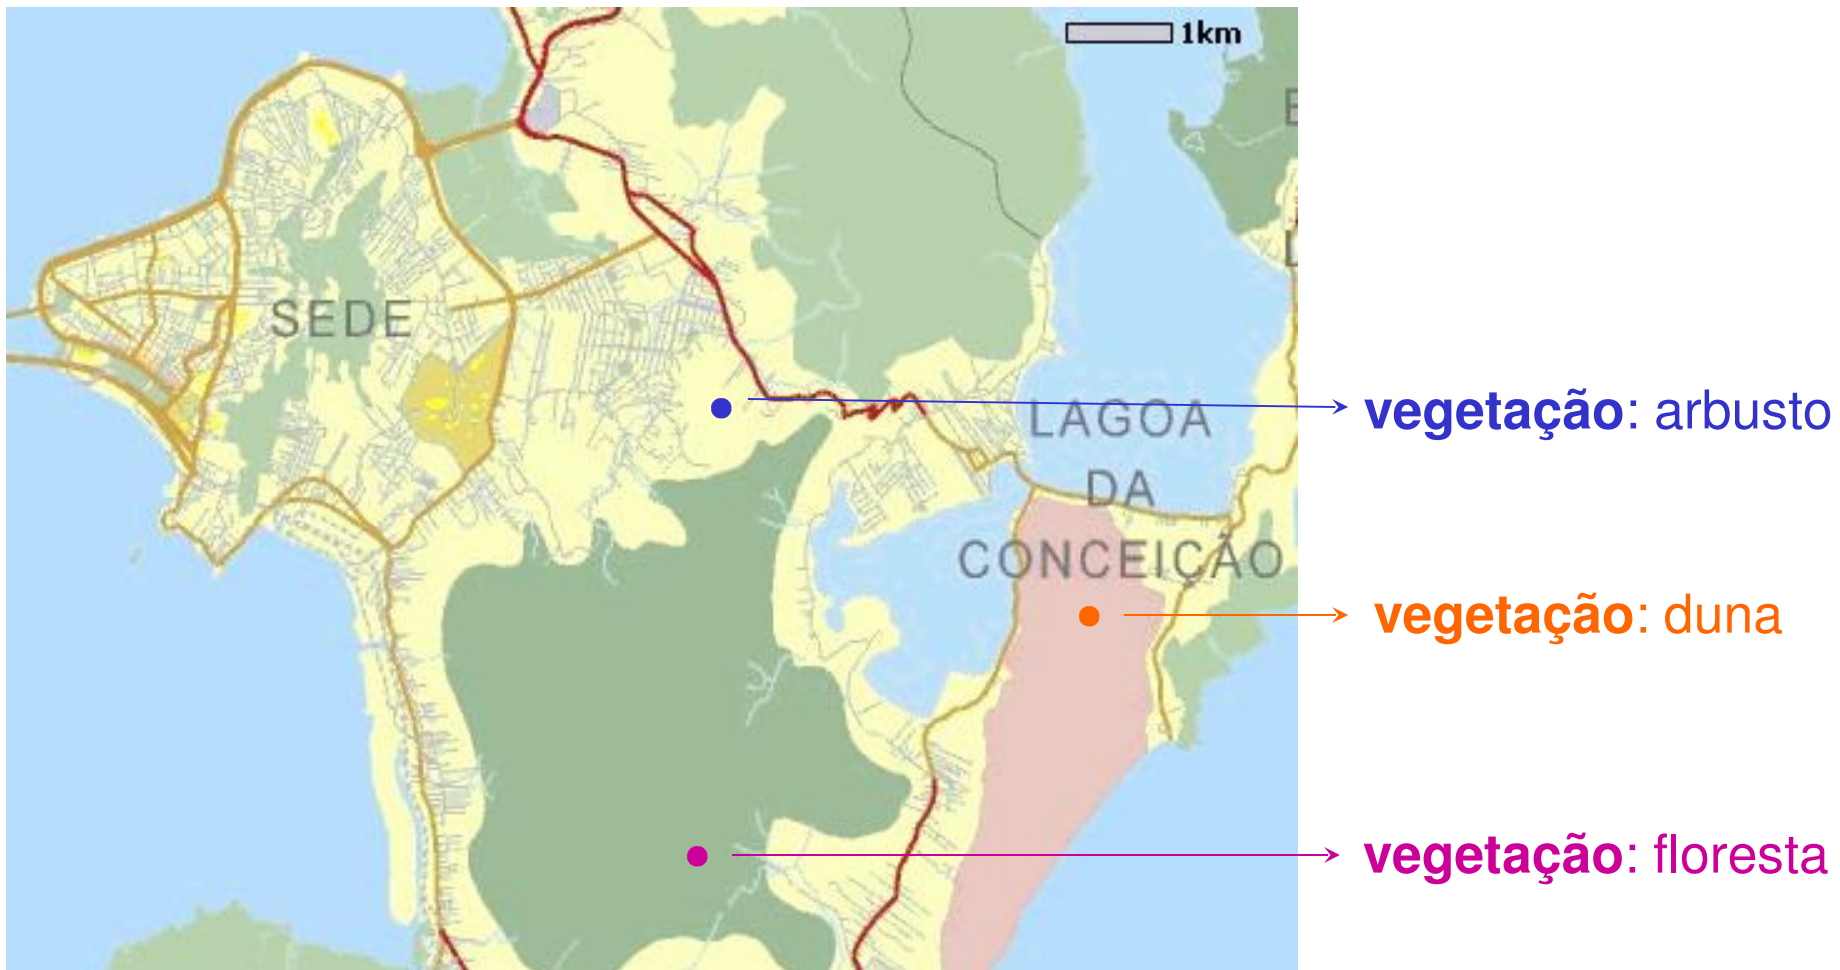 1km
SEDE
LAGOA
DA
CONCEIÇÃO
vegetação: arbusto
vegetação: duna
vegetação: floresta